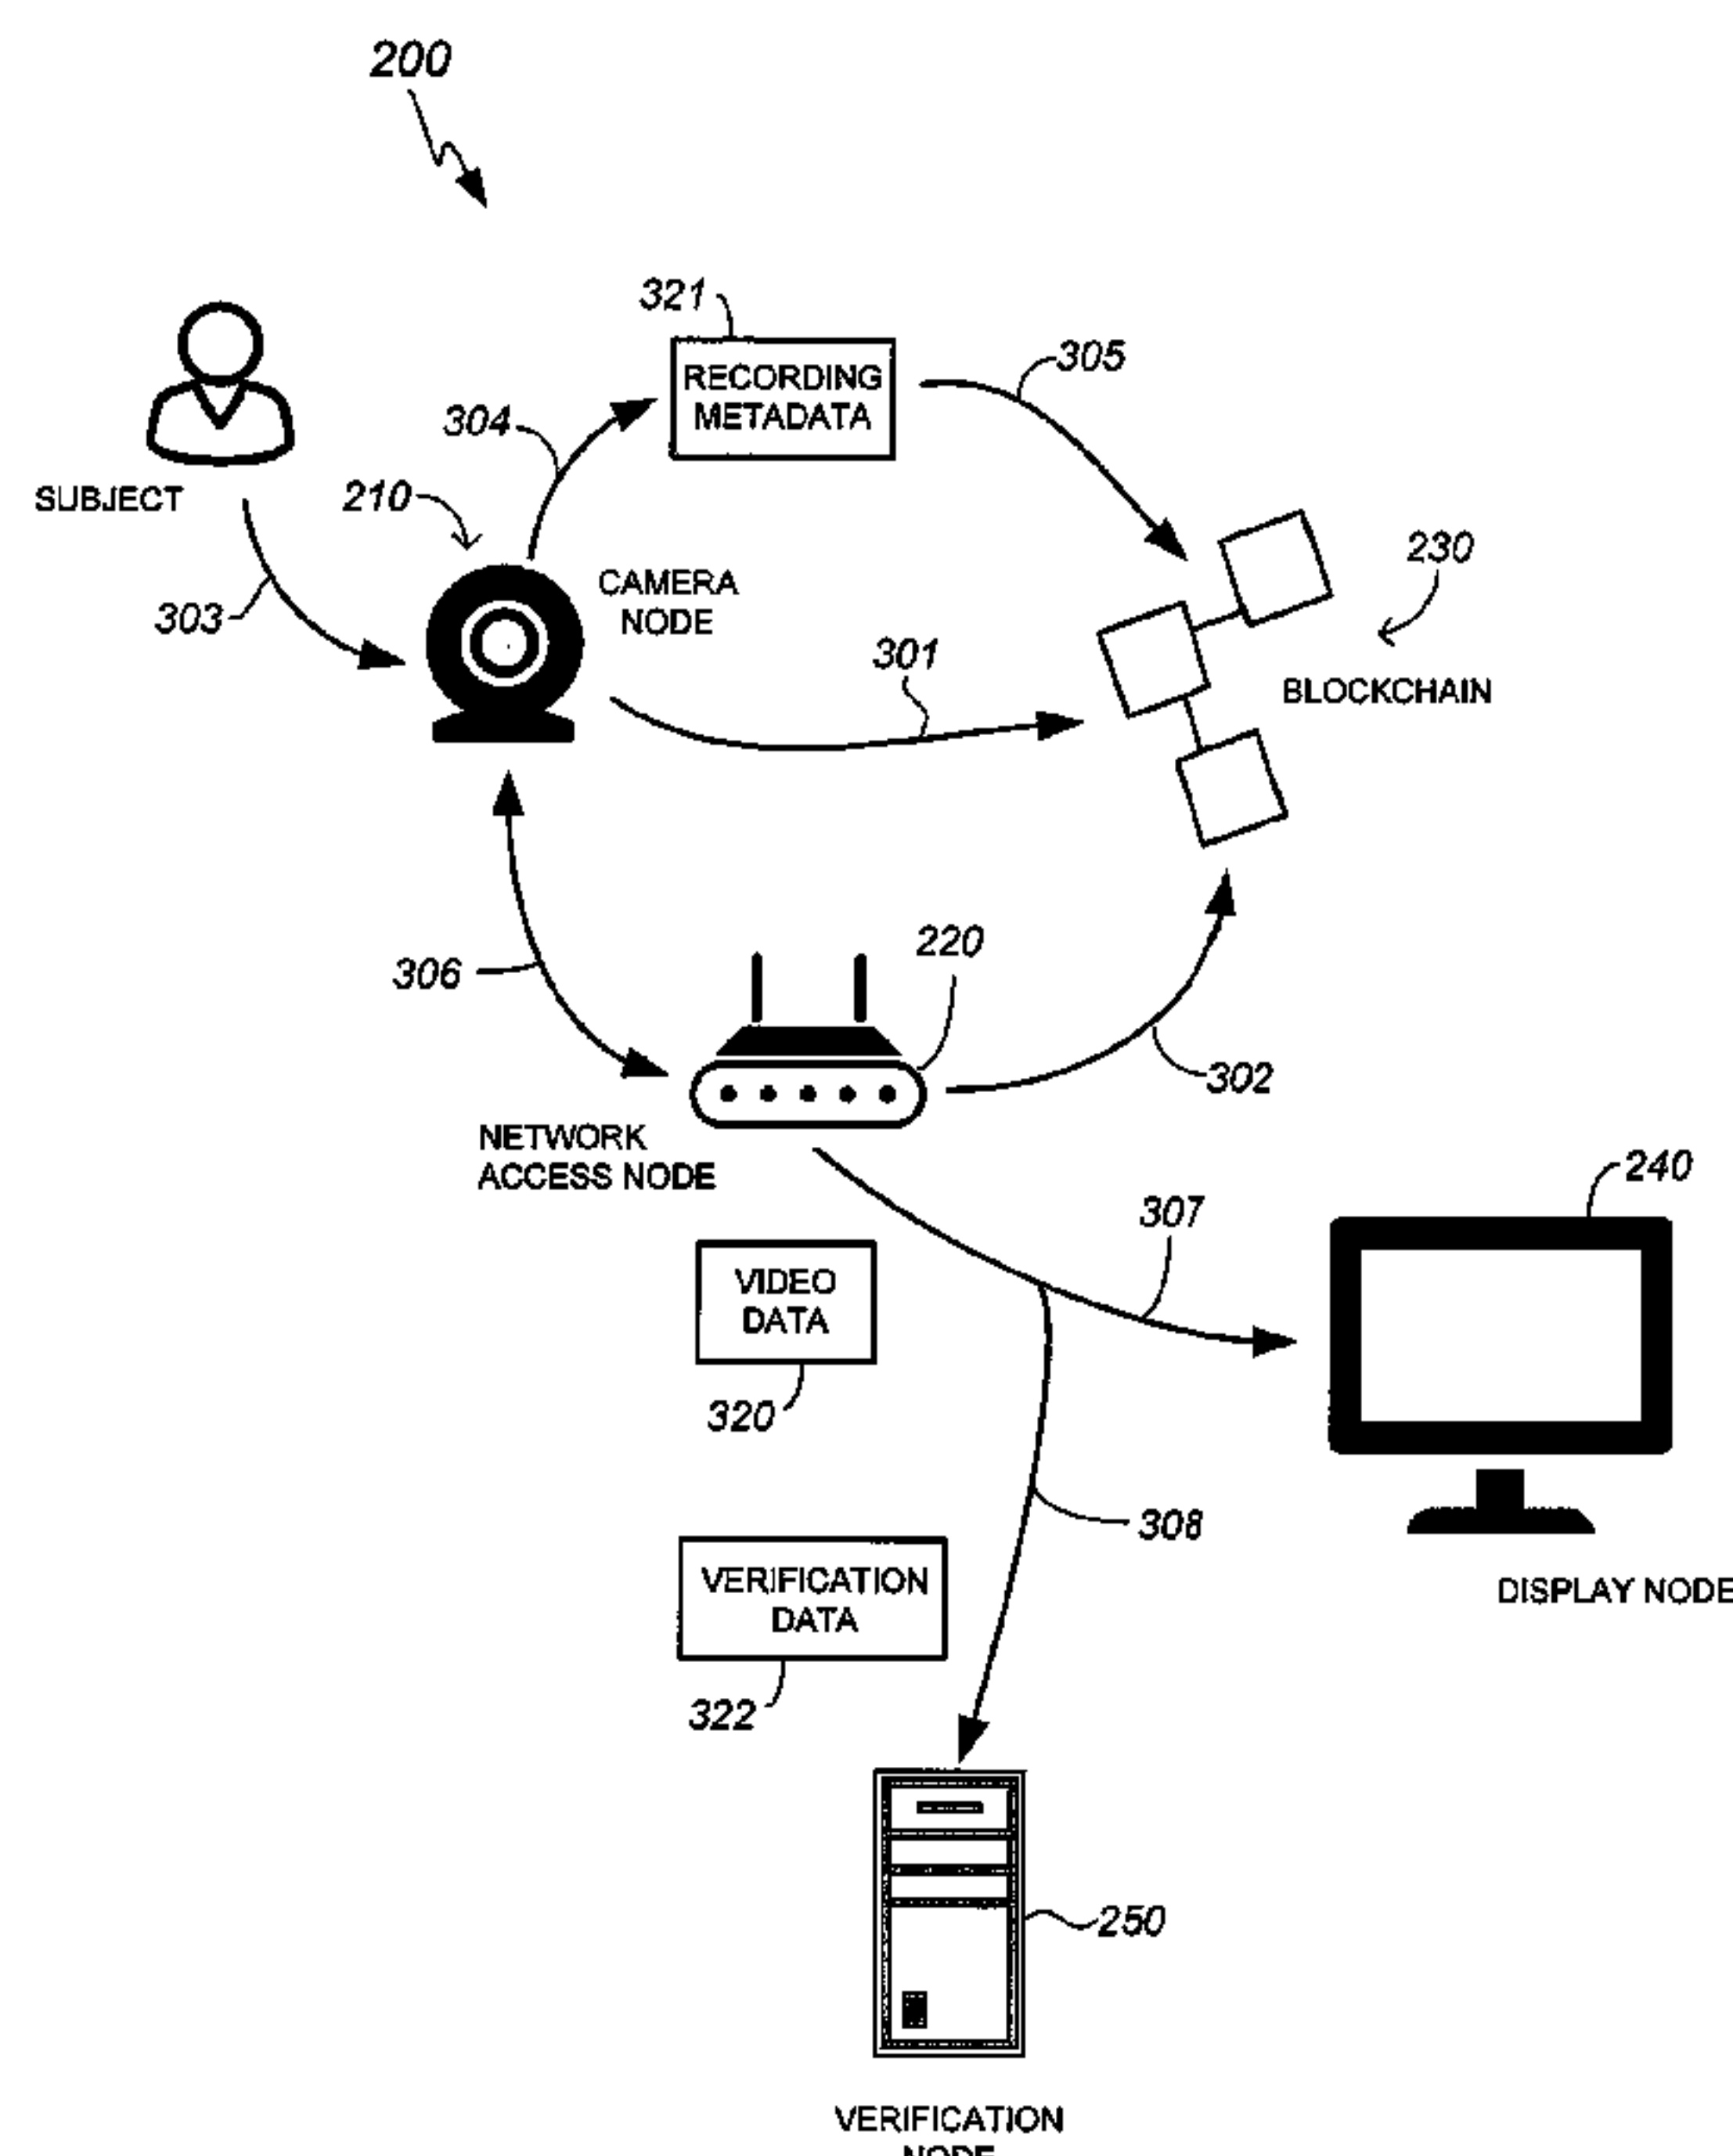 200
321
RECORDING
METADATA
305
304
SUBJECT
210
230
CAMERA
NODE
303
301
BLOCKCHAIN
220
306
302
NETWORK
ACCESS NODE
240
307
VIDEO
DATA
320
308
VERIFICATION
DATA
DISPLAY NODE
322
250
VERIFICATION
NODE